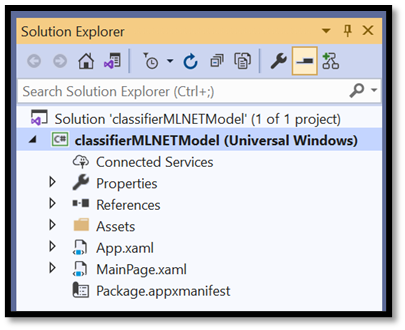 Solution Explorer
Search Solution Explorer (Ctrl+;)
Solution 'classifierMLNETModel' (1 of 1 project)
C# classifierMLNETModel (Universal Windows)
Connected Services
Properties
References
Assets
App.xaml
MainPage.xaml
Package.appxmanifest